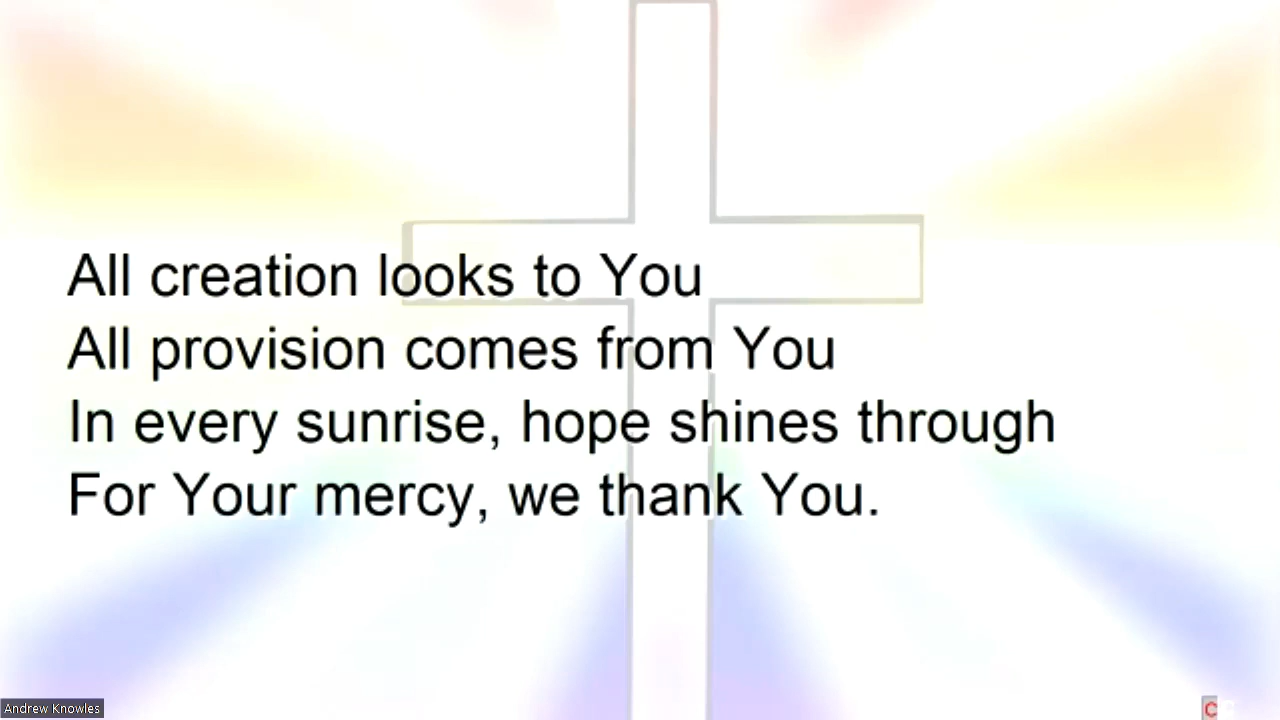 All creation looks to You
All provision comes from You
In every sunrise, hope shines through
For Your mercy, we thank You.
Andrew Knowles